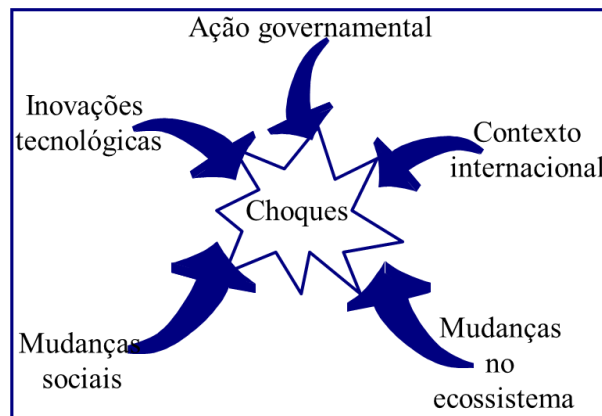 Ação governamental
Inovações
tecnológicas
Contexto
internacional
Choques
Mudanças
sociais
Mudanças
no
ecossistema